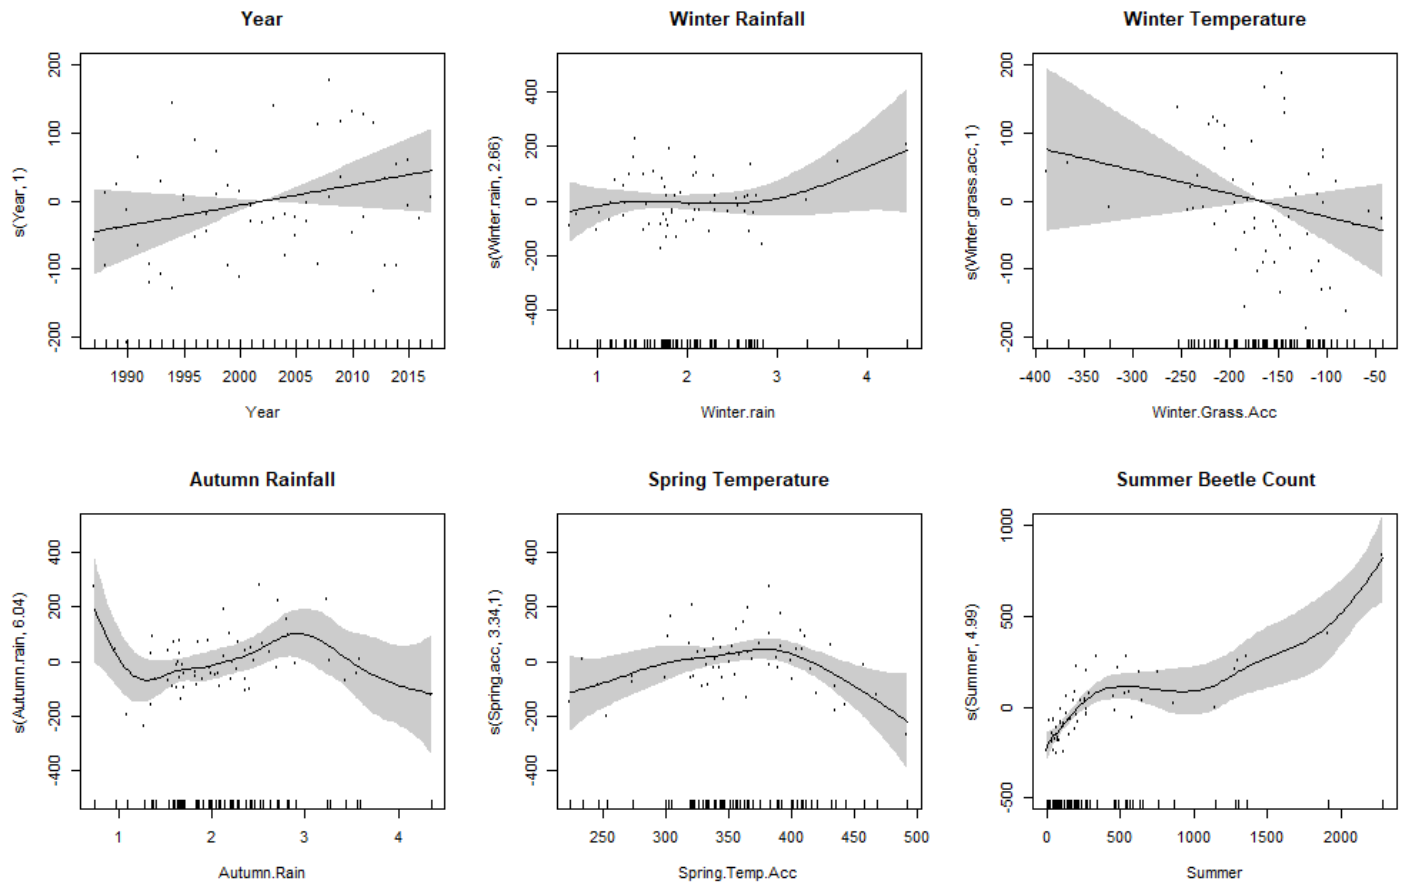 Year
Winter Rainfall
Winter Temperature
s(Year, 1)
200
100
0
-100
-200
1990 1995 2000 2005 2010 2015
Year
s(Winter.rain, 2.66)
400
200
0
-200
-400
1 2 3 4
Winter.rain
s(Winter.grass.acc, 1)
200
100
0
-100
-200
-400 -350 -300 -250 -200 -150 -100 -50
Winter.Grass.Acc
Autumn Rainfall
Spring Temperature
Summer Beetle Count
s(Autumn.rain, 6.04)
400
200
0
-200
-400
1 2 3 4
Autumn.Rain
s(Spring.acc, 3.34,1)
400
200
0
-200
-400
250 300 350 400 450 500
Spring.Temp.Acc
s(Summer, 4.99)
1000
500
0
-500
0 500 1000 1500 2000
Summer